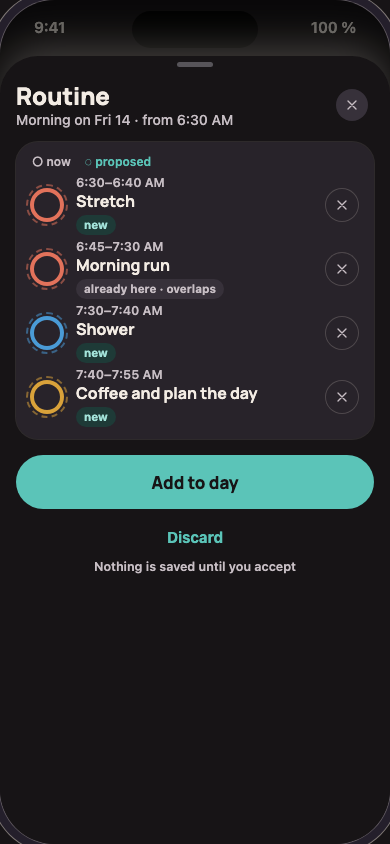 9:41
100 %
Routine
Morning on Fri 14 · from 6:30 AM
now
proposed
6:30–6:40 AM
Stretch
new
6:45–7:30 AM
Morning run
already here · overlaps
7:30–7:40 AM
Shower
new
7:40–7:55 AM
Coffee and plan the day
new
Add to day
Discard
Nothing is saved until you accept